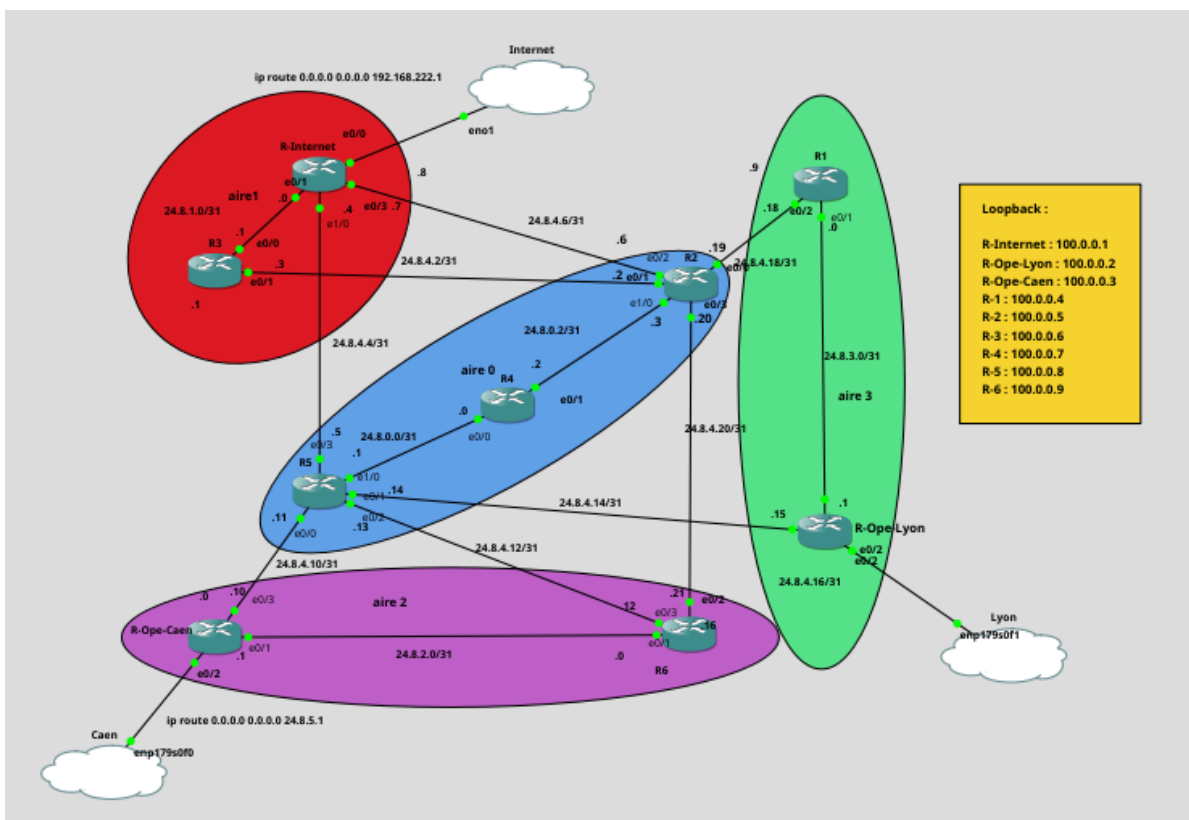 Internet
ip route 0.0.0.0 0.0.0.0 192.168.222.1
eno1
e0/0
R-Internet
.8
e0/1
aire1
.0
.4
e0/3
.7
24.8.1.0/31
e1/0
.1
R3
e0/0
.3
e0/1
.1
24.8.4.6/31
.6
24.8.4.2/31
e0/2
R2
.19
.2
e0/1
e0/0
24.8.4.18/31
e1/0
e0/3
.3
.20
.9
R1
.18
e0/2
e0/1
.0
24.8.3.0/31
aire 3
Loopback :
R-Internet : 100.0.0.1
R-Ope-Lyon : 100.0.0.2
R-Ope-Caen : 100.0.0.3
R-1 : 100.0.0.4
R-2 : 100.0.0.5
R-3 : 100.0.0.6
R-4 : 100.0.0.7
R-5 : 100.0.0.8
R-6 : 100.0.0.9
24.8.4.4/31
24.8.0.2/31
aire 0
R4
.2
e0/1
.0
e0/0
24.8.0.0/31
24.8.4.20/31
.5
e0/3
R5
.1
e1/0
.14
e0/1
e0/2
.13
.11
e0/0
24.8.4.14/31
.15
.1
R-Ope-Lyon
e0/2
e0/2
24.8.4.16/31
24.8.4.12/31
24.8.4.10/31
.0
.10
e0/3
aire 2
R-Ope-Caen
.1
e0/1
e0/2
24.8.2.0/31
.21
e0/2
12
e0/3
.16
e0/1
.0
R6
Lyon
enp179s0f1
ip route 0.0.0.0 0.0.0.0 24.8.5.1
Caen
enp179s0f0